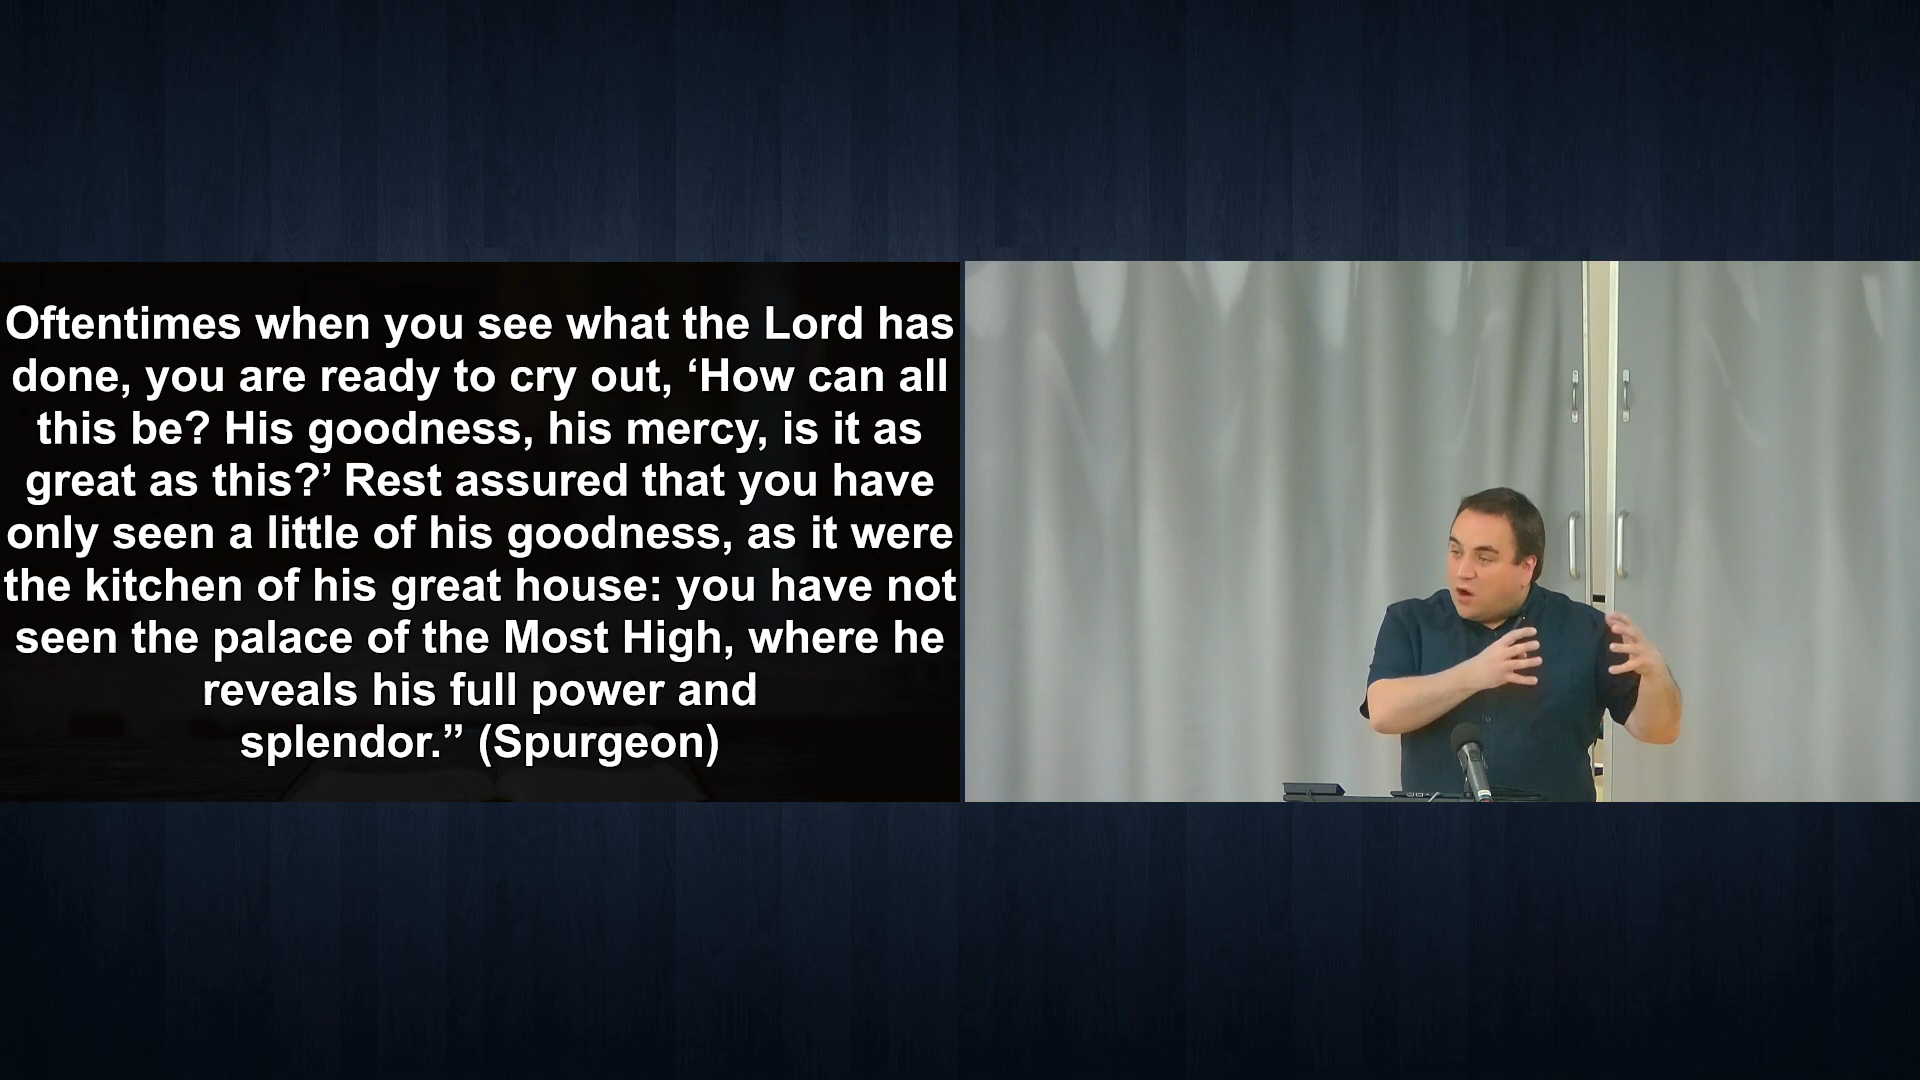 Oftentimes when you see what the Lord has
done, you are ready to cry out, ‘How can all
this be? His goodness, his mercy, is it as
great as this?’ Rest assured that you have
only seen a little of his goodness, as it were
the kitchen of his great house: you have not
seen the palace of the Most High, where he
reveals his full power and
splendor.” (Spurgeon)